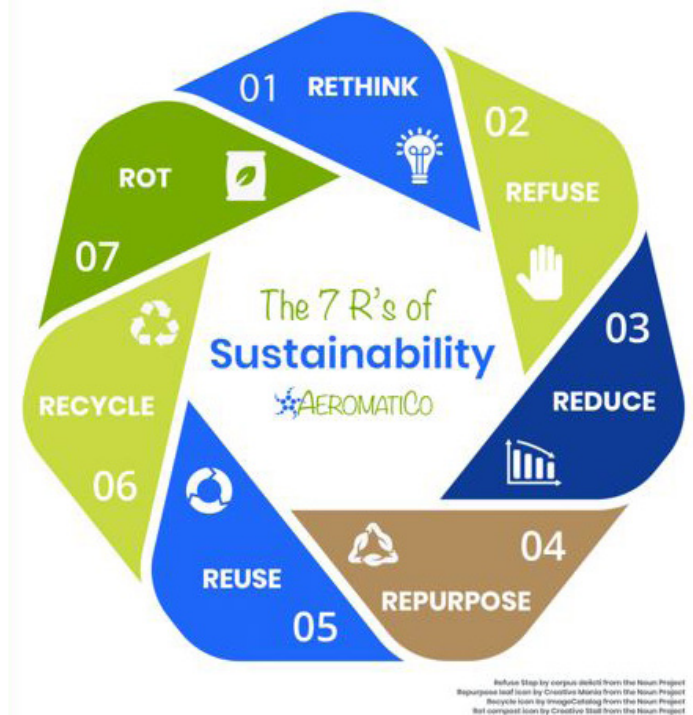 01 RETHINK
02
REFUSE
03
REDUCE
04
REPURPOSE
REUSE
05
RECYCLE
06
ROT
07
The 7 R's of
Sustainability
AEROMATICO
Refuse Stop by corpus delicti from the Noun Project
Repurpose leaf icon by Creative Mania from the Noun Project
Recycle icon by ImageCatalog from the Noun Project
Rot compost icon by Creative Stall from the Noun Project